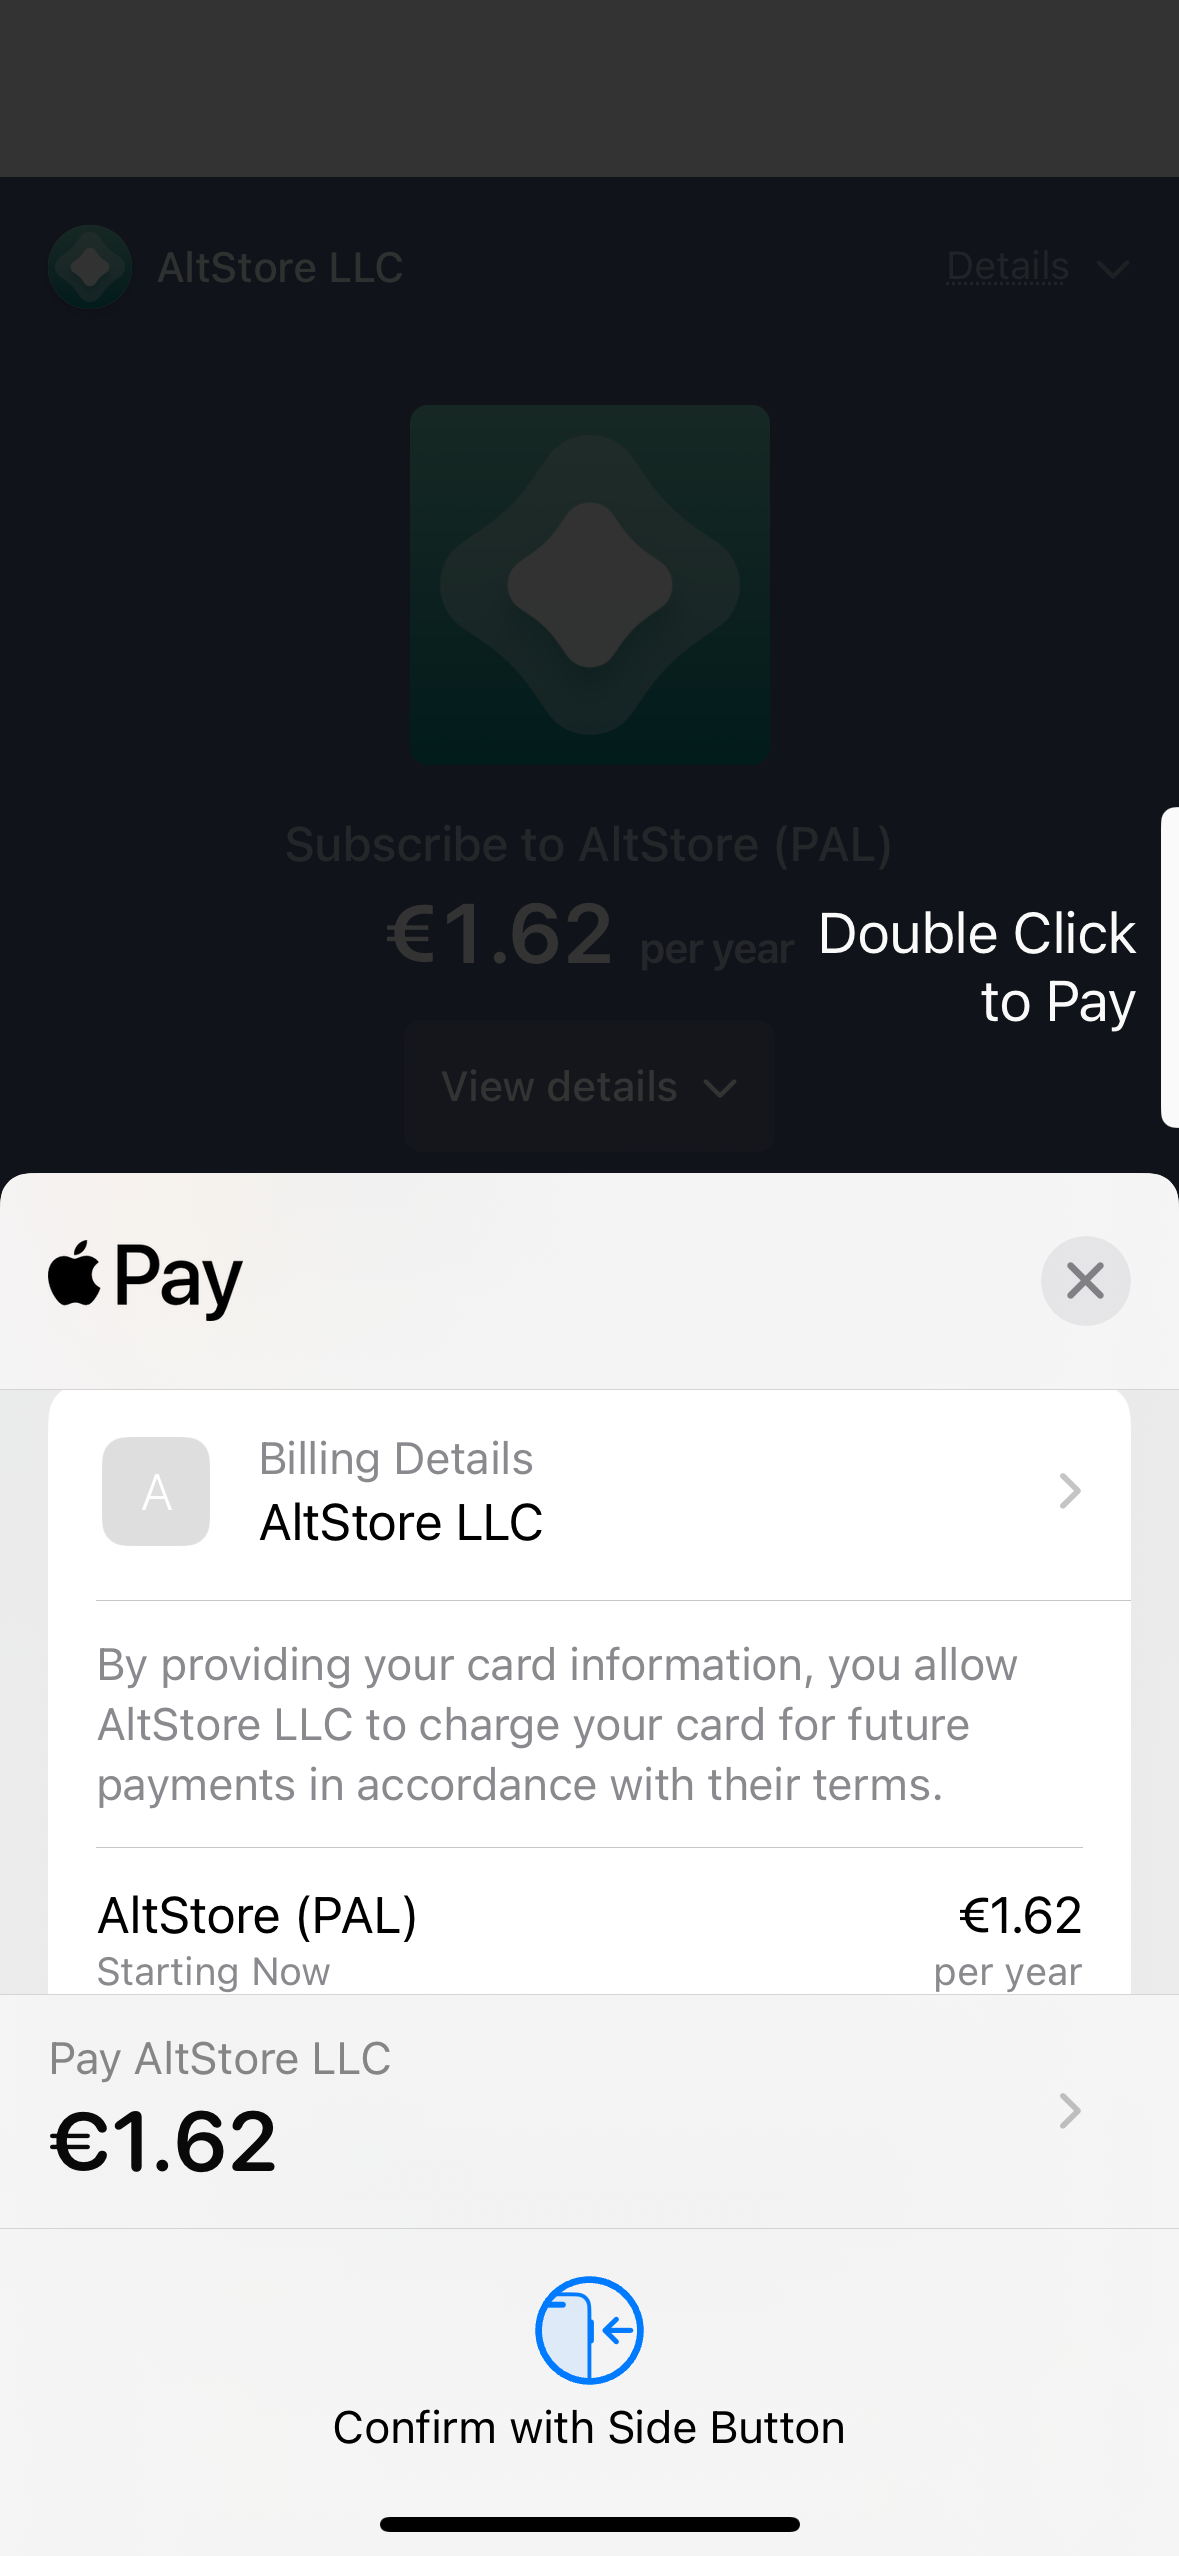 AltStore LLC
Details
Subscribe to AltStore (PAL)
€1.62 per year
Double Click
to Pay
View details
Pay
Billing Details
A
AltStore LLC
By providing your card information, you allow
AltStore LLC to charge your card for future
payments in accordance with their terms.
AltStore (PAL)
€1.62
Starting Now
per year
Pay AltStore LLC
€1.62
Confirm with Side Button